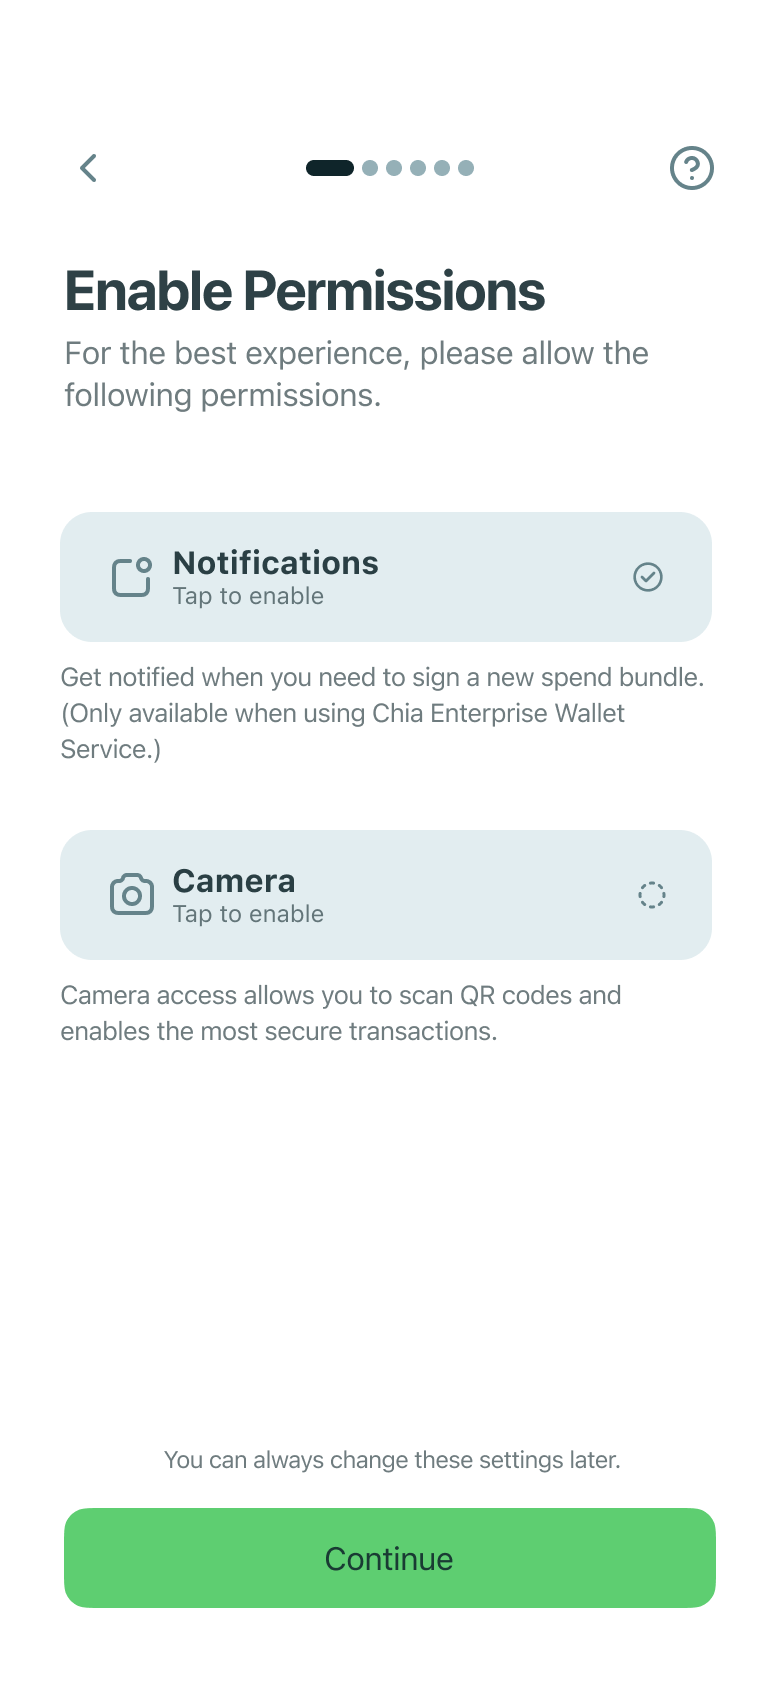 Enable Permissions
For the best experience, please allow the
following permissions.
Notifications
Tap to enable
Get notified when you need to sign a new spend bundle.
(Only available when using Chia Enterprise Wallet
Service.)
Camera
Tap to enable
Camera access allows you to scan QR codes and
enables the most secure transactions.
You can always change these settings later.
Continue